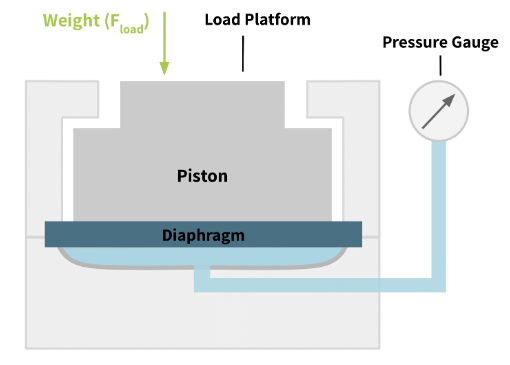 Weight (Fload)
Load Platform
Pressure Gauge
Piston
Diaphragm